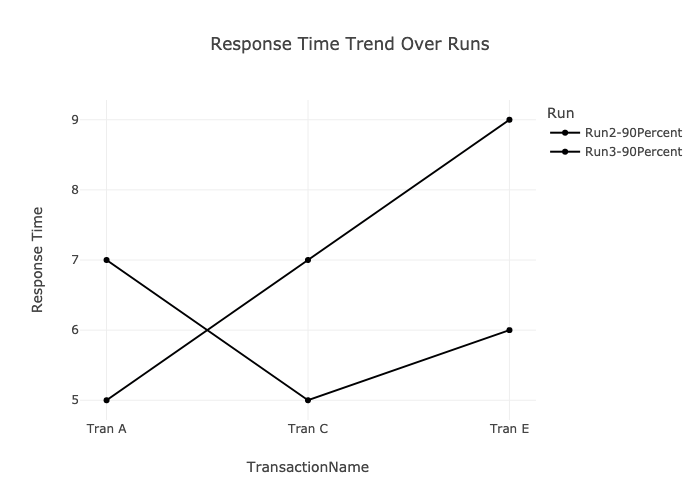 Response Time Trend Over Runs
Run
Run2-90Percent
Run3-90Percent
Response Time
9
8
7
6
5
Tran A
Tran C
Tran E
TransactionName